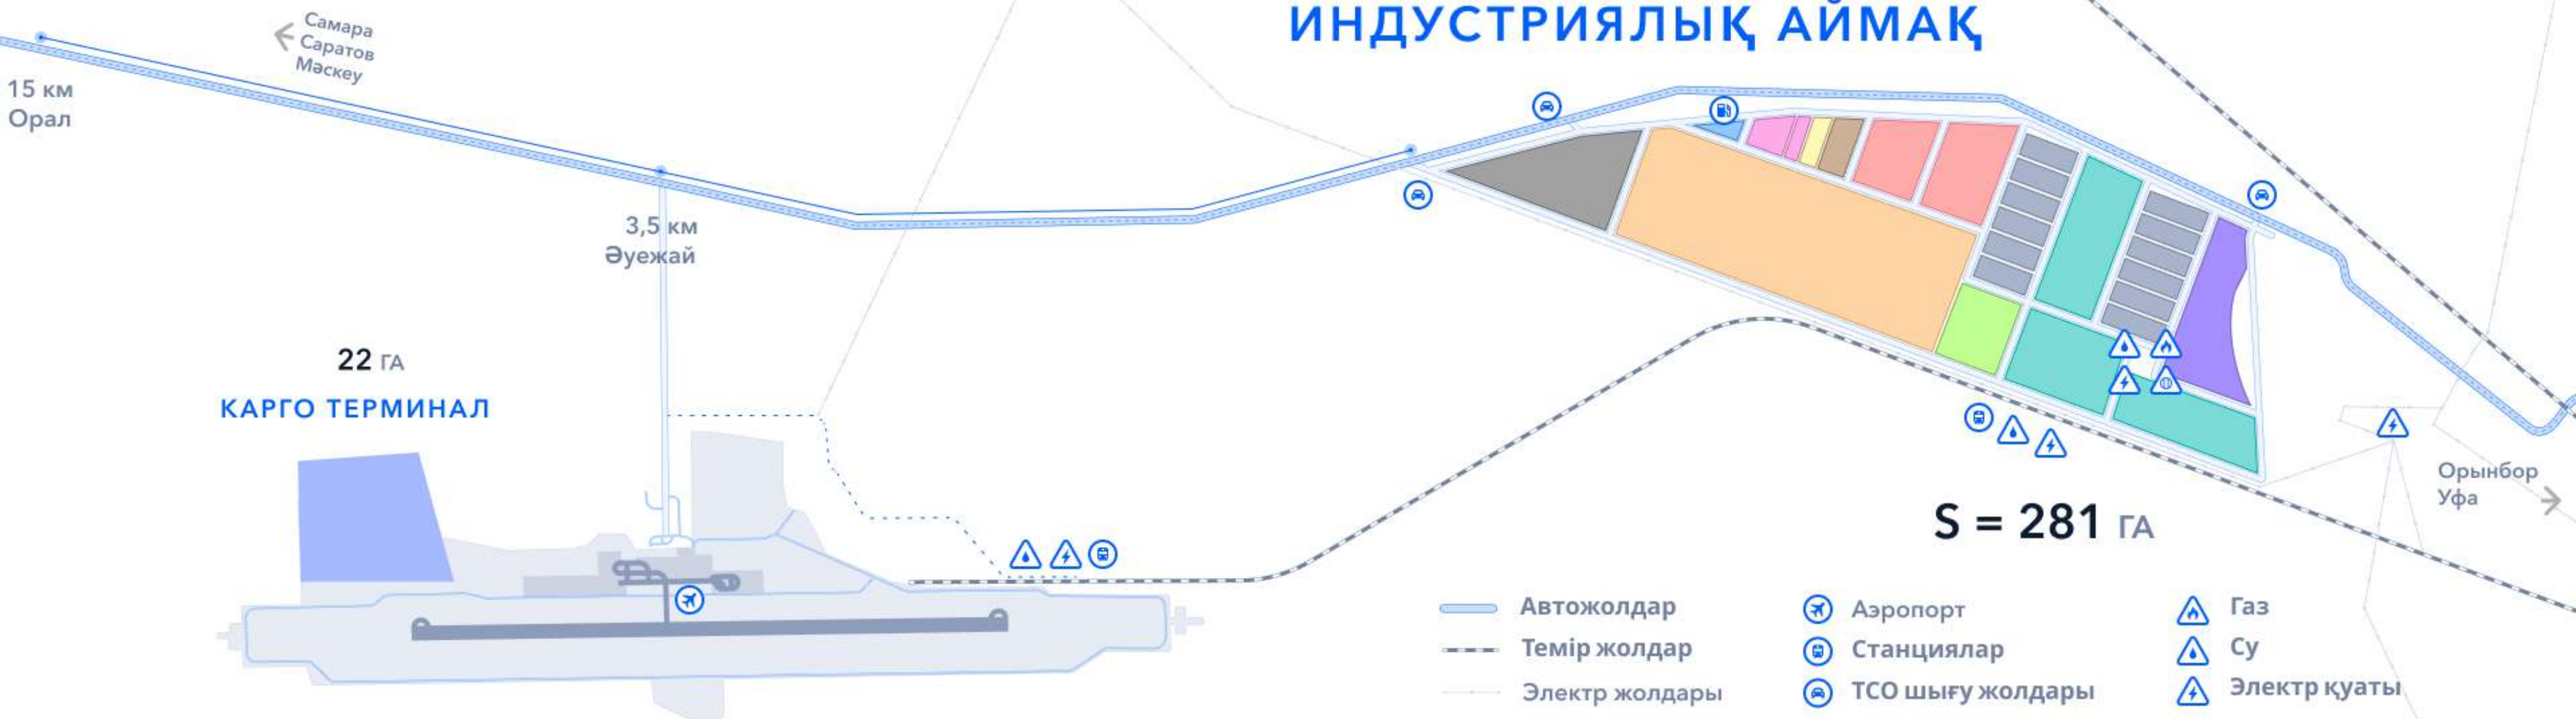 ИНДУСТРИЯЛЫҚ АЙМАҚ
Самара
Саратов
Мәскеу
15 км
Орал
3,5 км
Әуежай
22 ГА
КАРГО ТЕРМИНАЛ
Орынбор
Уфа
S = 281 ГА
Автожолдар
Темір жолдар
Электр жолдары
Аэропорт
Станциялар
ТСО шығу жолдары
Газ
Су
Электр қуаты